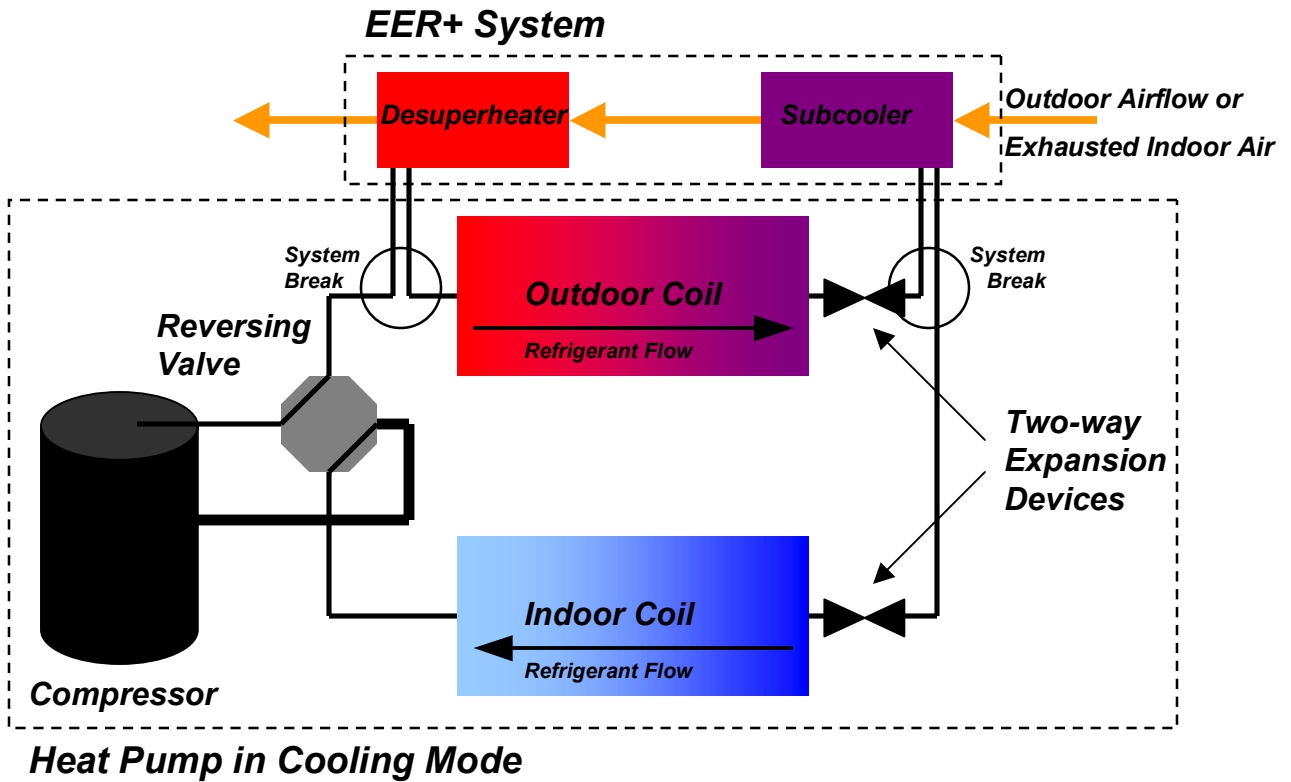 EER+ System
Desuperheater
Subcooler
Outdoor Airflow or
Exhausted Indoor Air
System
Break
Outdoor Coil
Refrigerant Flow
System
Break
Reversing
Valve
Two-way
Expansion
Devices
Indoor Coil
Refrigerant Flow
Compressor
Heat Pump in Cooling Mode